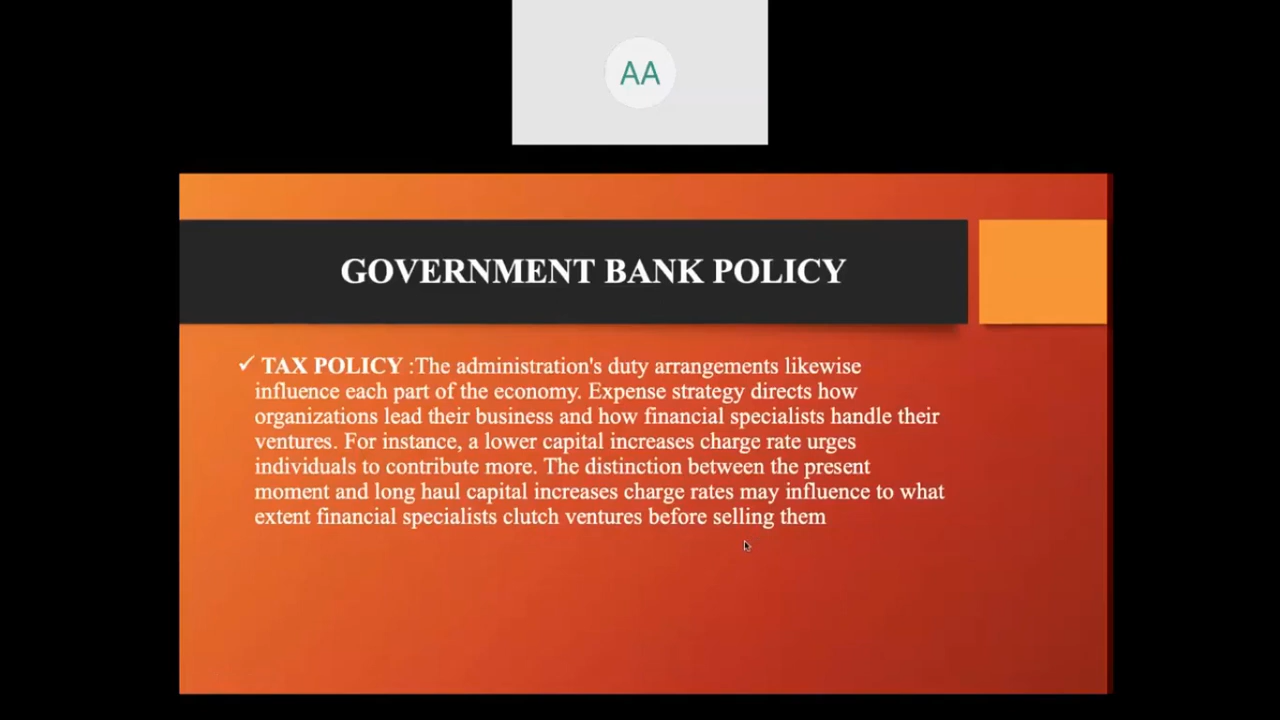 AA
GOVERNMENT BANK POLICY
✓ TAX POLICY :The administration's duty arrangements likewise
influence each part of the economy. Expense strategy directs how
organizations lead their business and how financial specialists handle their
ventures. For instance, a lower capital increases charge rate urges
individuals to contribute more. The distinction between the present
moment and long haul capital increases charge rates may influence to what
extent financial specialists clutch ventures before selling them